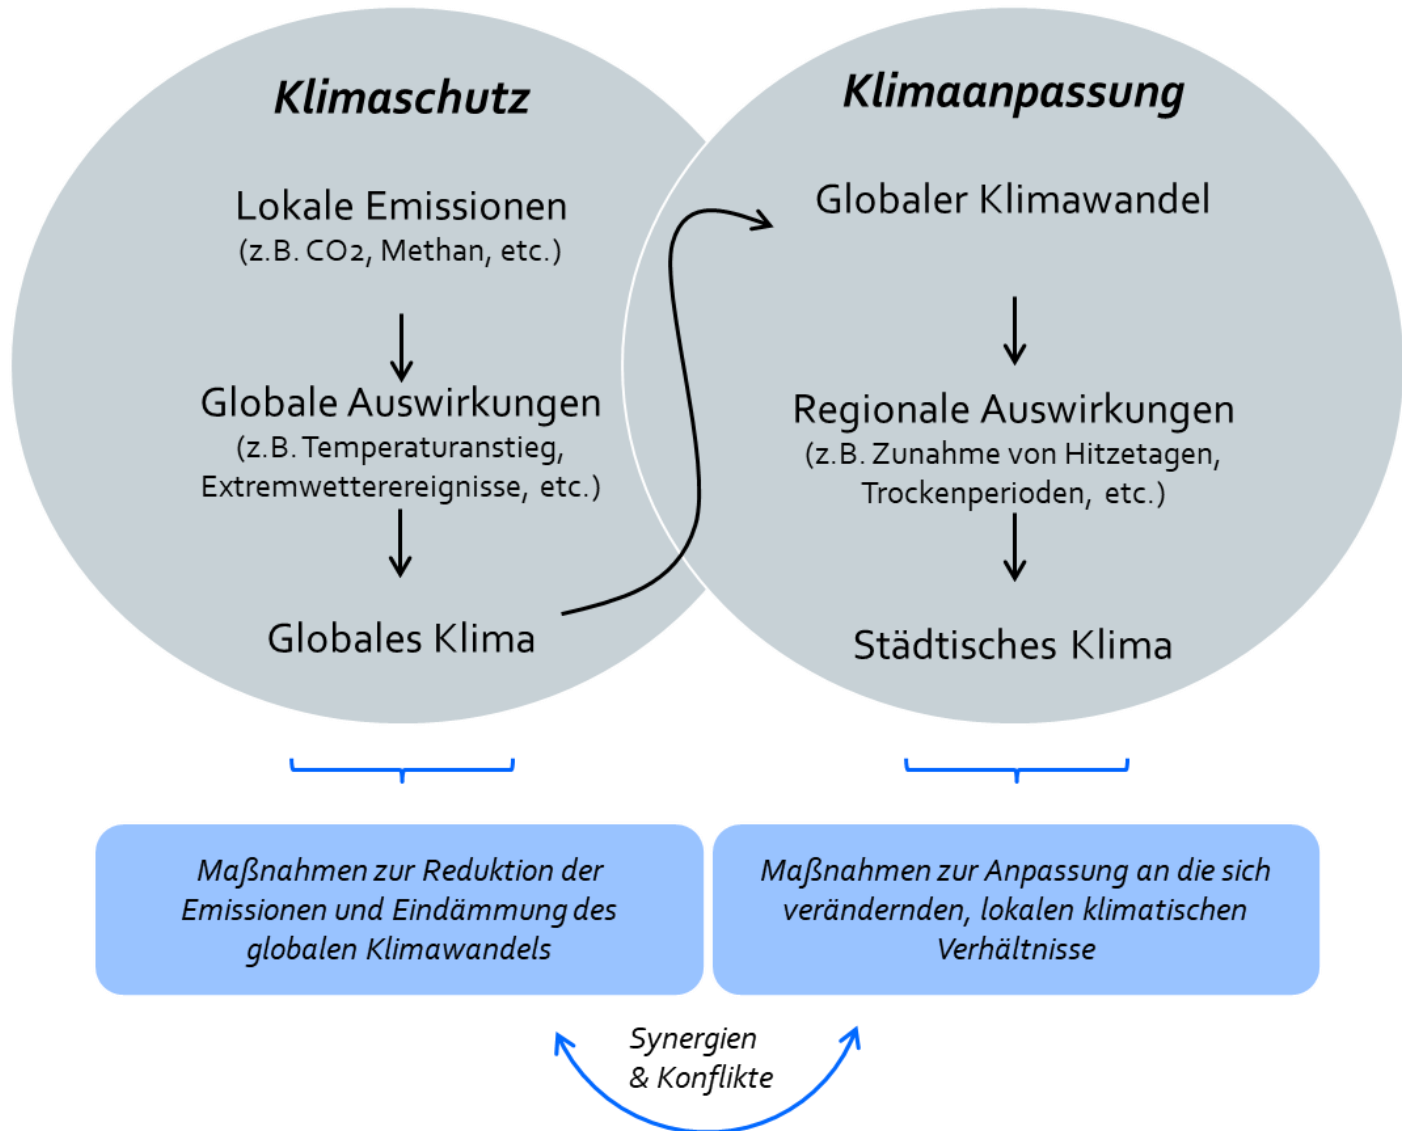 Klimaschutz
Lokale Emissionen
(z.B. CO2, Methan, etc.)
Globale Auswirkungen
(z.B. Temperaturanstieg,
Extremwetterereignisse, etc.)
Globales Klima
Klimaanpassung
Globaler Klimawandel
Regionale Auswirkungen
(z.B. Zunahme von Hitzetagen,
Trockenperioden, etc.)
Städtisches Klima
Maßnahmen zur Reduktion der
Emissionen und Eindämmung des
globalen Klimawandels
Maßnahmen zur Anpassung an die sich
verändernden, lokalen klimatischen
Verhältnisse
Synergien
& Konflikte